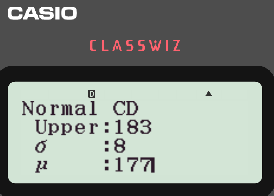 CASIO
CLASSWIZ
D
Normal CD
Upper:183
σ :8
μ :177